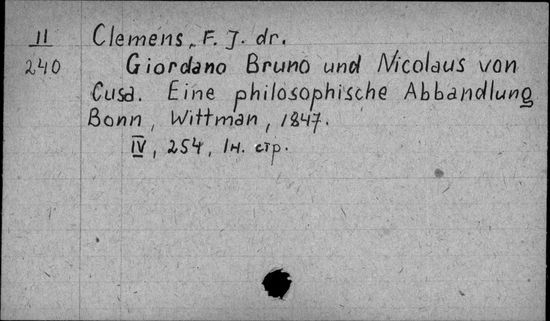 II
240
Clemens, F. J. dr.
Giordano Bruno und Nicolaus von
Cusa. Eine philosophische Abbandlung
Bonn, Wittman, 1847.
IV, 254, 1н. стр.